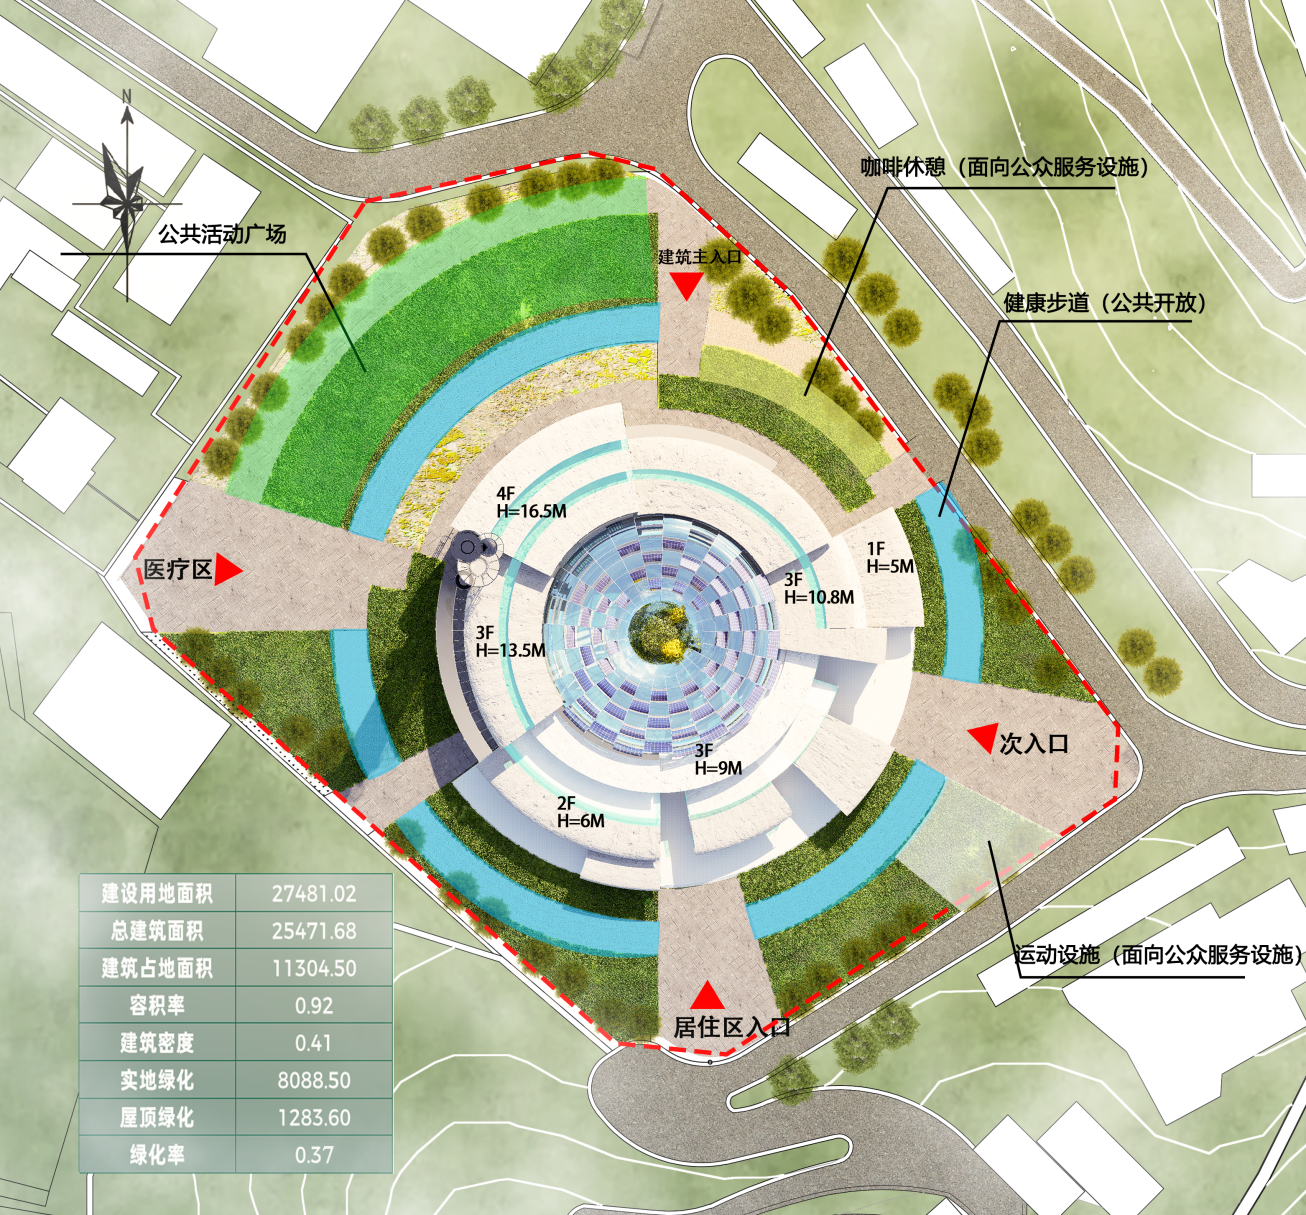 N
咖啡休憩（面向公众服务设施）
公共活动广场
建筑主入口
健康步道（公共开放）
4F
H=16.5M
1F
H=5M
医疗区
3F
H=10.8M
3F
H=13.5M
次入口
3F
H=9M
2F
H=6M
建设用地面积 27481.02
总建筑面积 25471.68
建筑占地面积 11304.50
容积率 0.92
建筑密度 0.41
实地绿化 8088.50
屋顶绿化 1283.60
绿化率 0.37
运动设施（面向公众服务设施）
居住区入口